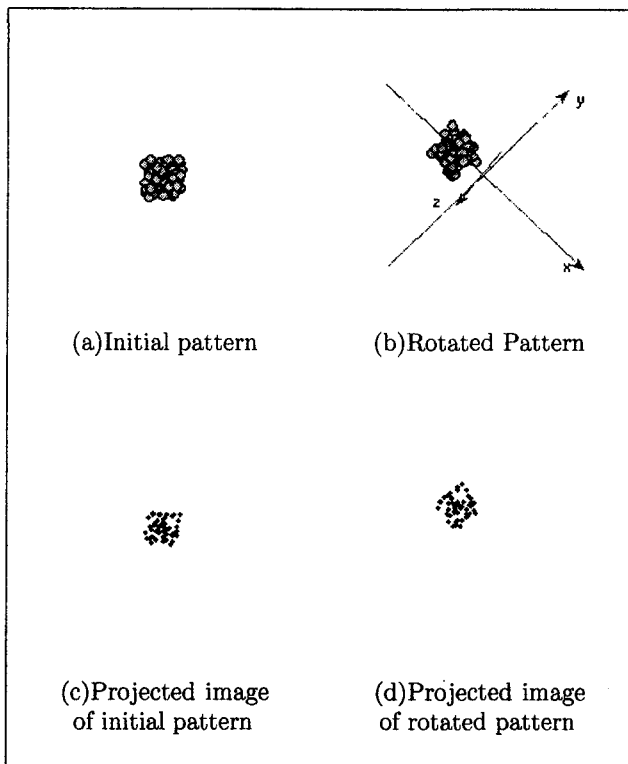 y
z
x
(a)Initial pattern
(b)Rotated Pattern
(c)Projected image
of initial pattern
(d)Projected image
of rotated pattern